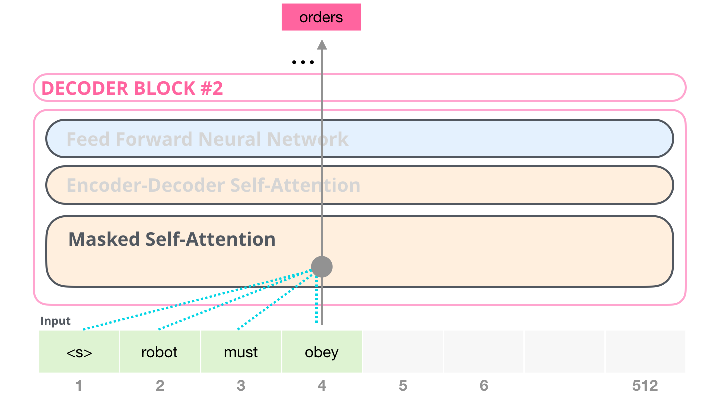 orders
...
DECODER BLOCK #2
Feed Forward Neural Network
Encoder-Decoder Self-Attention
Masked Self-Attention
Input
<s> robot must obey
1 2 3 4 5 6 512